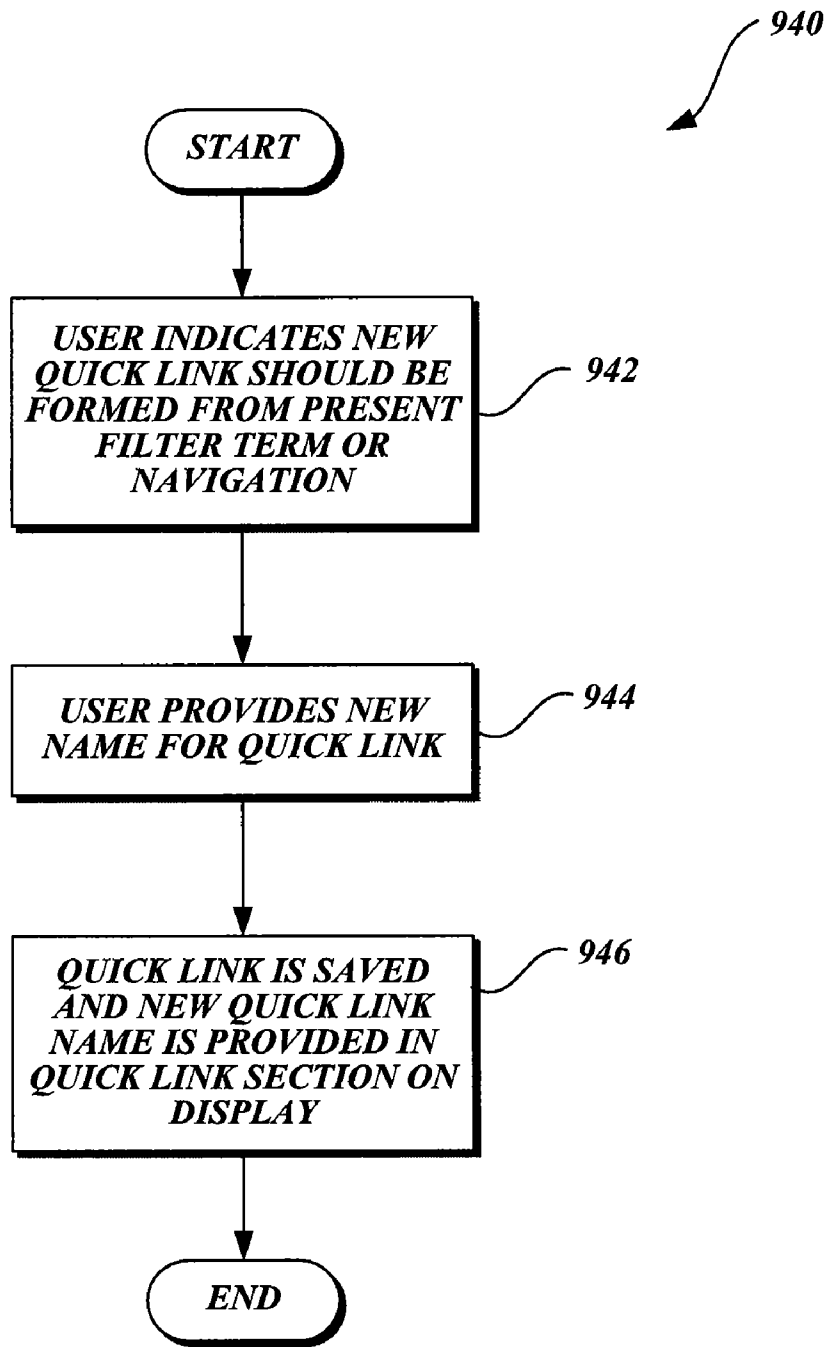 940
START
USER INDICATES NEW
QUICK LINK SHOULD BE
FORMED FROM PRESENT
FILTER TERM OR
NAVIGATION
942
USER PROVIDES NEW
NAME FOR QUICK LINK
944
QUICK LINK IS SAVED
AND NEW QUICK LINK
NAME IS PROVIDED IN
QUICK LINK SECTION ON
DISPLAY
946
END